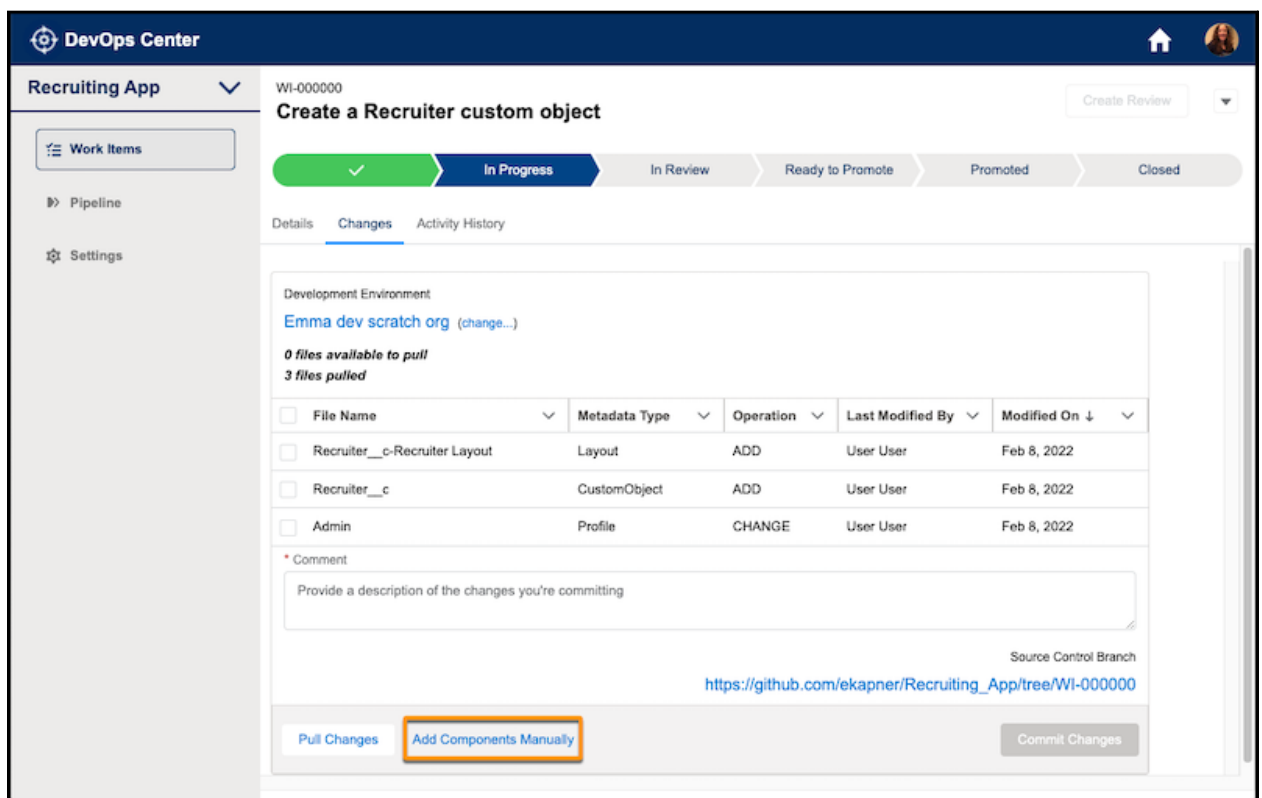 DevOps Center
Recruiting App
Work Items
Pipeline
Settings
WI-000000
Create a Recruiter custom object
Create Review
In Progress
In Review
Ready to Promote
Promoted
Closed
Details
Changes
Activity History
Development Environment
Emma dev scratch org (change...)
0 files available to pull
3 files pulled
File Name Metadata Type Operation Last Modified By Modified On ↓
Recruiter__c-Recruiter Layout Layout ADD User User Feb 8, 2022
Recruiter__c CustomObject ADD User User Feb 8, 2022
Admin Profile CHANGE User User Feb 8, 2022
* Comment
Provide a description of the changes you're committing
Source Control Branch
https://github.com/ekapner/Recruiting_App/tree/WI-000000
Pull Changes
Add Components Manually
Commit Changes